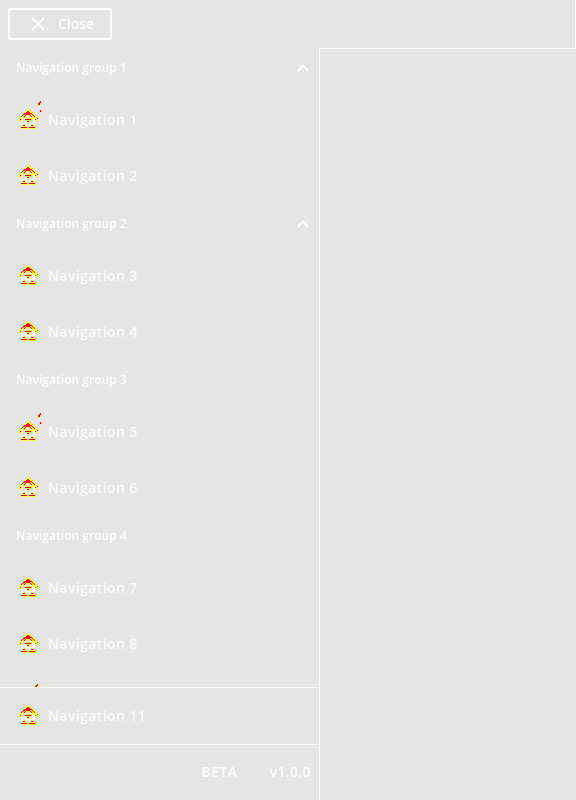 Close
Navigation group 1
Navigation 1
Navigation 2
Navigation group 2
Navigation 3
Navigation 4
Navigation group 3
Navigation 5
Navigation 6
Navigation group 4
Navigation 7
Navigation 8
Navigation 11
BETA v1.0.0